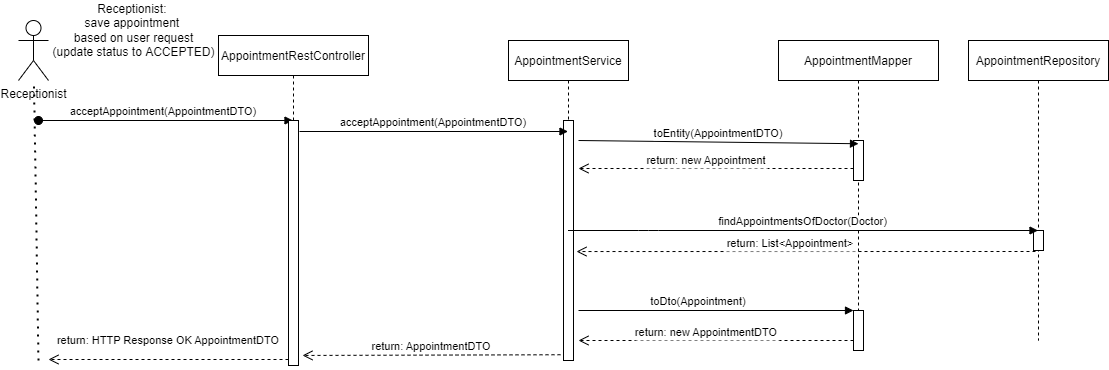 Receptionist:
save appointment
based on user request
(update status to ACCEPTED)
Receptionist
AppointmentRestController
AppointmentService
AppointmentMapper
AppointmentRepository
acceptAppointment(AppointmentDTO)
acceptAppointment(AppointmentDTO)
toEntity(AppointmentDTO)
return: new Appointment
findAppointmentsOfDoctor(Doctor)
return: List<Appointment>
toDto(Appointment)
return: new AppointmentDTO
return: AppointmentDTO
return: HTTP Response OK AppointmentDTO